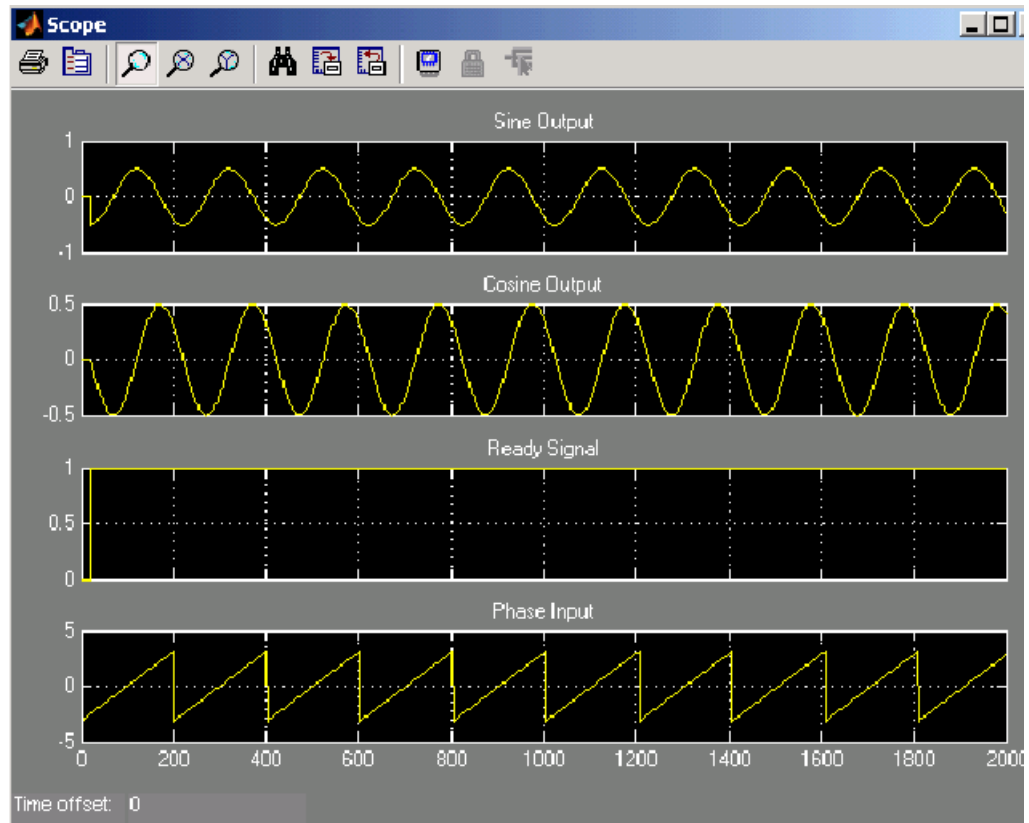 Scope
Sine Output
1
0
-1
Cosine Output
0.5
0
-0.5
Ready Signal
1
0.5
0
Phase Input
5
0
-5
0 200 400 600 800 1000 1200 1400 1600 1800 2000
Time offset: 0